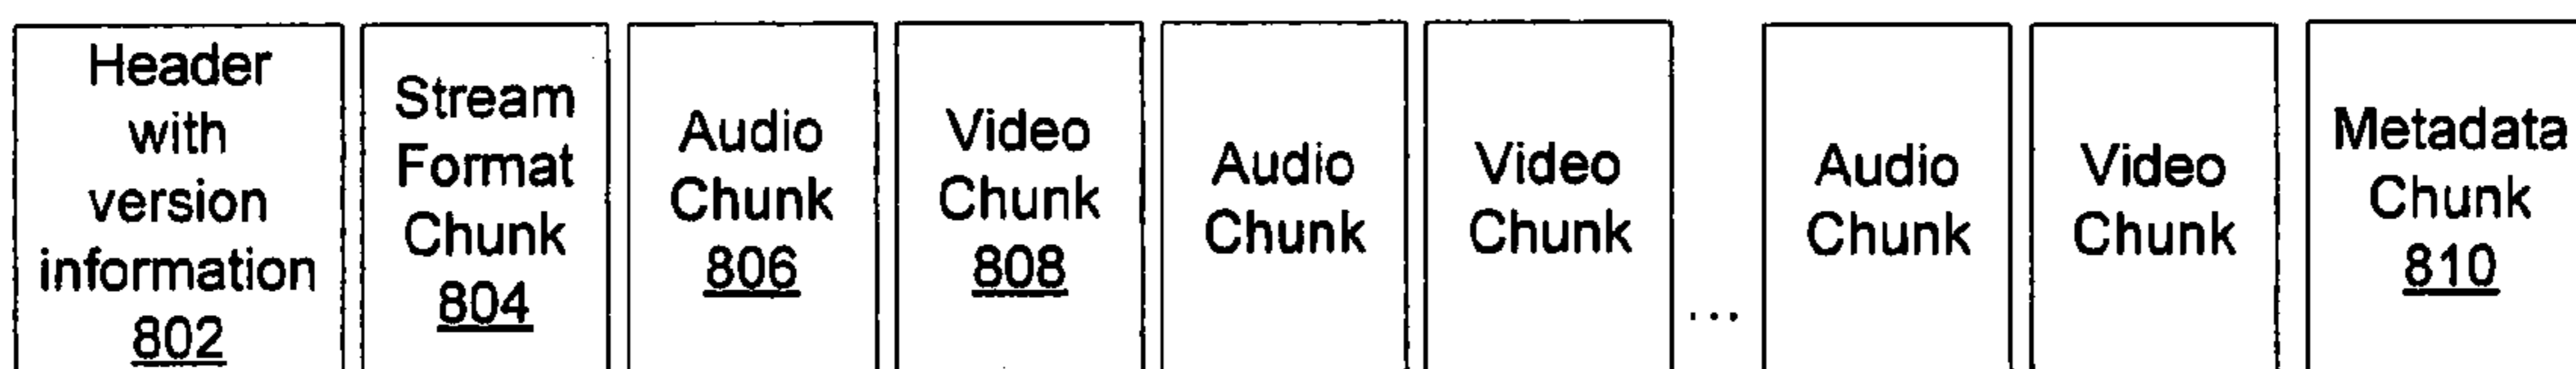 Header
with
version
information
802
Stream
Format
Chunk
804
Audio
Chunk
806
Video
Chunk
808
Audio
Chunk
Video
Chunk
...
Audio
Chunk
Video
Chunk
Metadata
Chunk
810